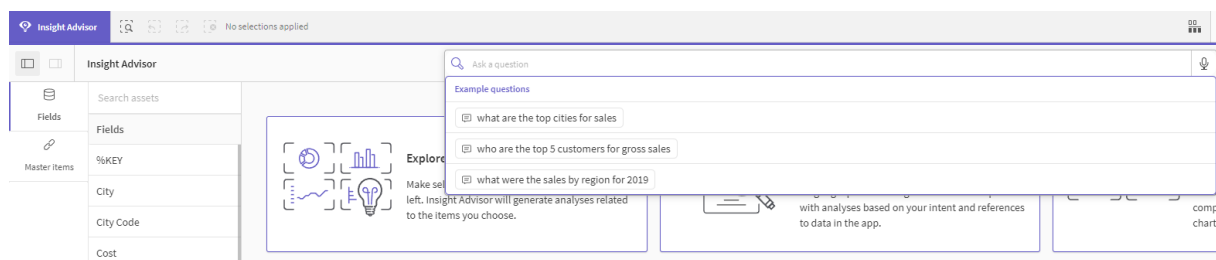 Insight Advisor
No selections applied
Insight Advisor
Ask a question
Example questions
what are the top cities for sales
who are the top 5 customers for gross sales
what were the sales by region for 2019
Fields
Master items
Search assets
Fields
%KEY
City
City Code
Cost
Explore
Make sel
left. Insight Advisor will generate analyses related
to the items you choose.
with analyses based on your intent and references
to data in the app.
comp
chart